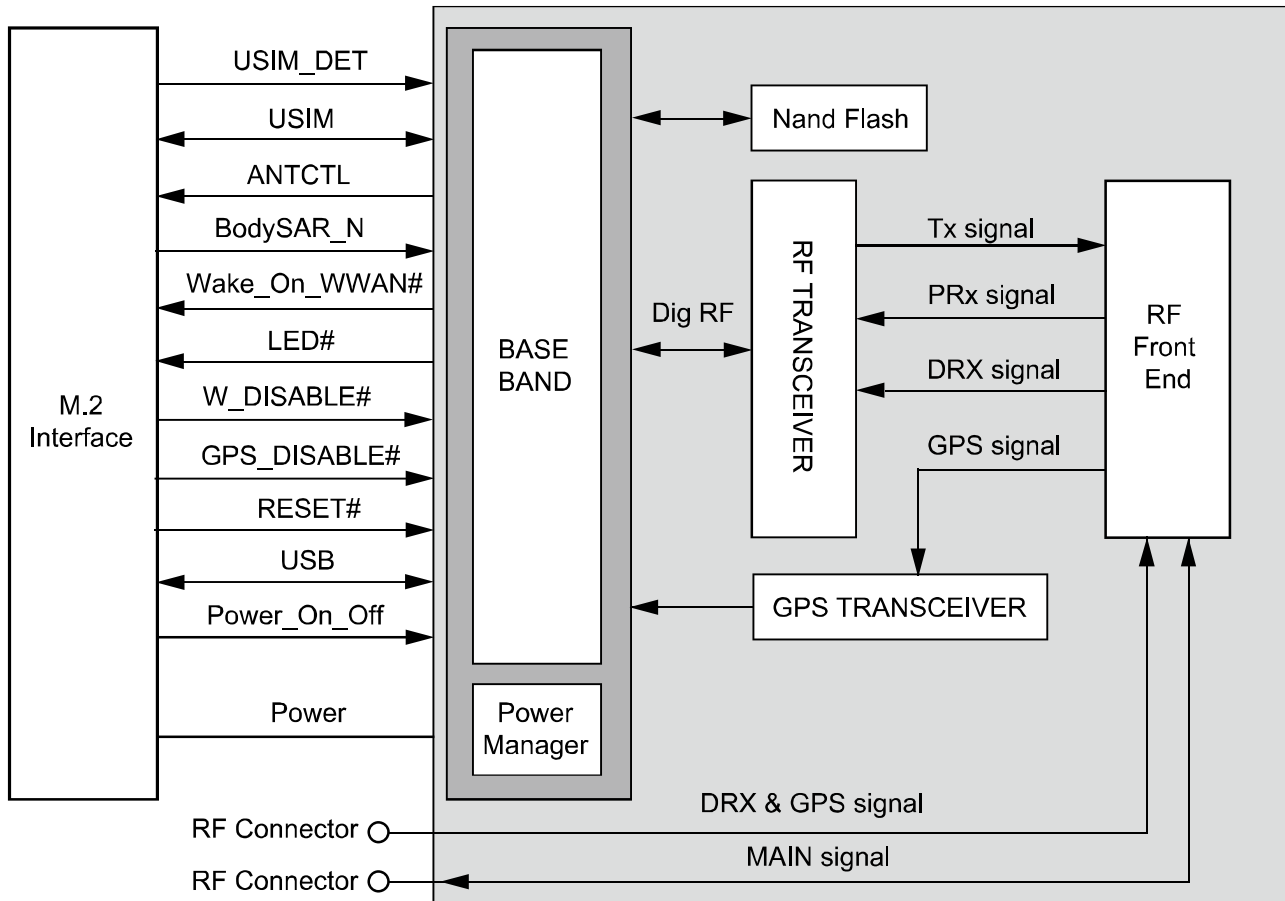 USIM_DET
USIM
ANTCTL
BodySAR_N
Wake_On_WWAN#
LED#
W_DISABLE#
GPS_DISABLE#
RESET#
USB
Power_On_Off
Power
M.2
Interface
BASE
BAND
Power
Manager
Nand Flash
Dig RF
RF TRANSCEIVER
Tx signal
PRx signal
DRX signal
GPS signal
RF
Front
End
GPS TRANSCEIVER
DRX & GPS signal
RF Connector
MAIN signal
RF Connector